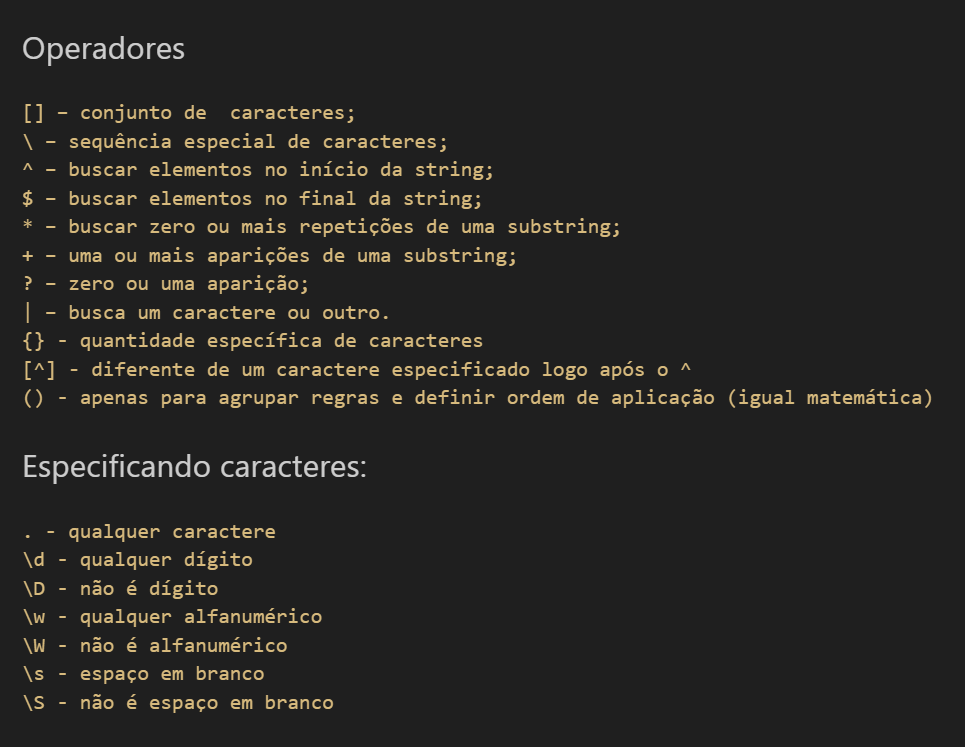 Operadores
[] – conjunto de  caracteres;
\ – sequência especial de caracteres;
^ – buscar elementos no início da string;
$ – buscar elementos no final da string;
* – buscar zero ou mais repetições de uma substring;
+ – uma ou mais aparições de uma substring;
? – zero ou uma aparição;
| – busca um caractere ou outro.
{} - quantidade específica de caracteres
[^] - diferente de um caractere especificado logo após o ^
() - apenas para agrupar regras e definir ordem de aplicação (igual matemática)
Especificando caracteres:
. - qualquer caractere
\d - qualquer dígito
\D - não é dígito
\w - qualquer alfanumérico
\W - não é alfanumérico
\s - espaço em branco
\S - não é espaço em branco